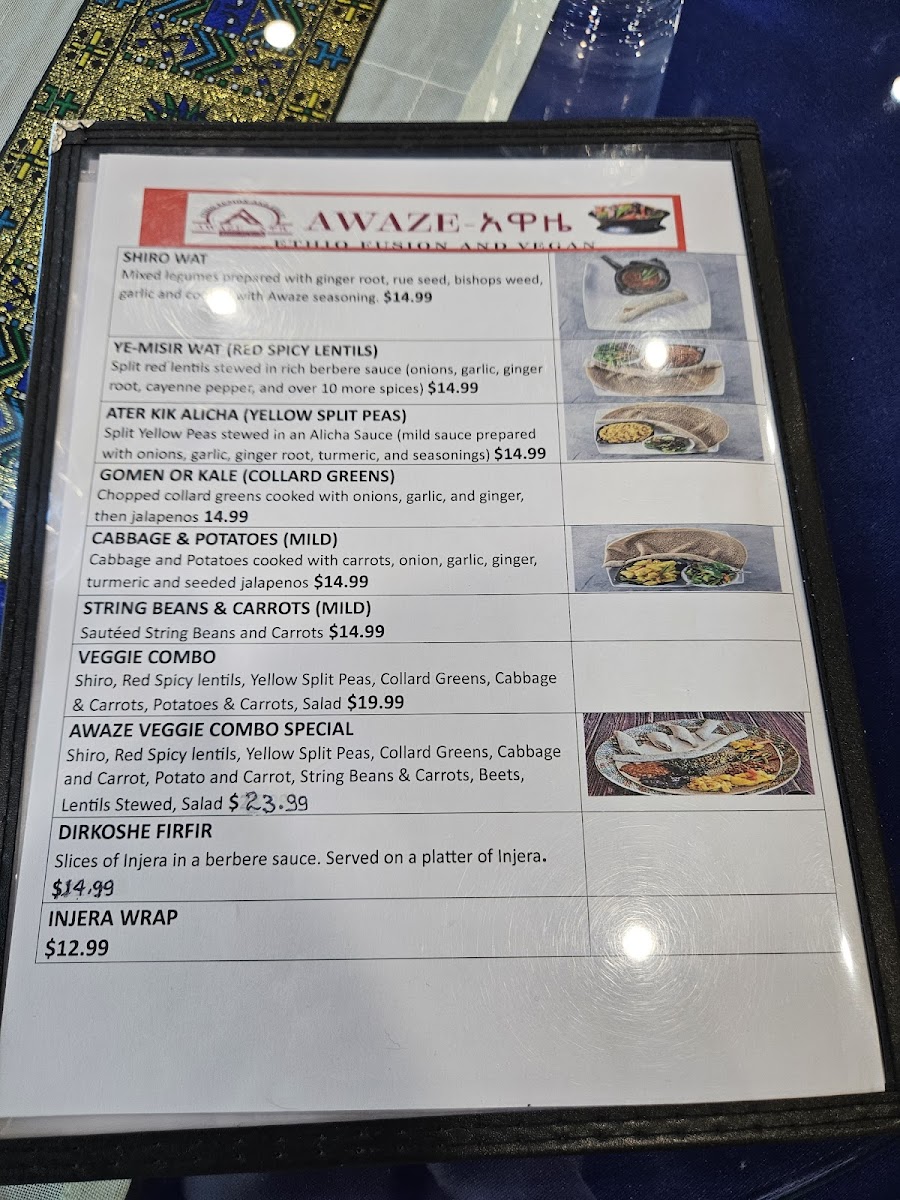 AWAZE-አዋዜ
ETHIO FUSION AND VEGAN
SHIRO WAT
Mixed legumes prepared with ginger root, rue seed, bishops weed,
garlic and with Awaze seasoning. $14.99
YE-MISIR WAT (RED SPICY LENTILS)
Split red lentils stewed in rich berbere sauce (onions, garlic, ginger
root, cayenne pepper, and over 10 more spices) $14.99
ATER KIK ALICHA (YELLOW SPLIT PEAS)
Split Yellow Peas stewed in an Alicha Sauce (mild sauce prepared
with onions, garlic, ginger root, turmeric, and seasonings) $14.99
GOMEN OR KALE (COLLARD GREENS)
Chopped collard greens cooked with onions, garlic, and ginger,
then jalapenos 14.99
CABBAGE & POTATOES (MILD)
Cabbage and Potatoes cooked with carrots, onion, garlic, ginger,
turmeric and seeded jalapenos $14.99
STRING BEANS & CARROTS (MILD)
Sautéed String Beans and Carrots $14.99
VEGGIE COMBO
Shiro, Red Spicy lentils, Yellow Split Peas, Collard Greens, Cabbage
& Carrots, Potatoes & Carrots, Salad $19.99
AWAZE VEGGIE COMBO SPECIAL
Shiro, Red Spicy lentils, Yellow Split Peas, Collard Greens, Cabbage
and Carrot, Potato and Carrot, String Beans & Carrots, Beets,
Lentils Stewed, Salad $23.99
DIRKOSHE FIRFIR
Slices of Injera in a berbere sauce. Served on a platter of Injera.
$14.99
INJERA WRAP
$12.99